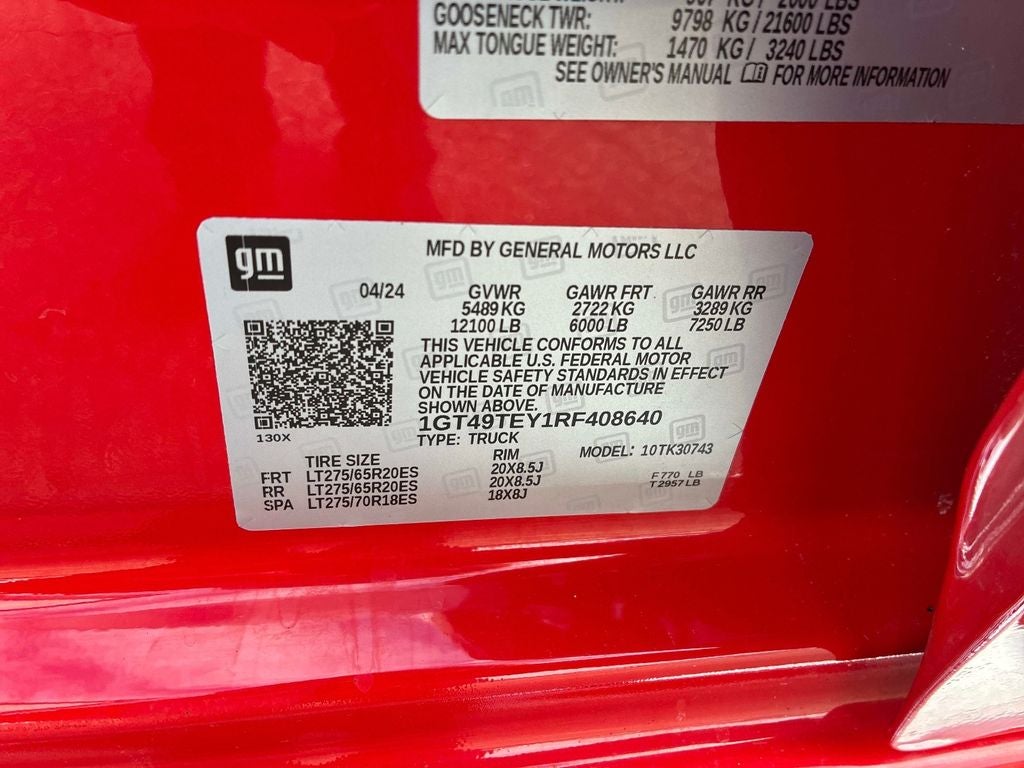 GOOSENECK TWR: 9798 KG / 21600 LBS
MAX TONGUE WEIGHT: 1470 KG / 3240 LBS
SEE OWNER'S MANUAL FOR MORE INFORMATION
gm
MFD BY GENERAL MOTORS LLC
04/24 GVWR GAWR FRT GAWR RR
5489 KG 2722 KG 3289 KG
12100 LB 6000 LB 7250 LB
THIS VEHICLE CONFORMS TO ALL
APPLICABLE U.S. FEDERAL MOTOR
VEHICLE SAFETY STANDARDS IN EFFECT
ON THE DATE OF MANUFACTURE
SHOWN ABOVE.
1GT49TEY1RF408640
130X
TYPE: TRUCK MODEL: 10TK30743
TIRE SIZE RIM
FRT LT275/65R20ES 20X8.5J
RR LT275/65R20ES 20X8.5J
SPA LT275/70R18ES 18X8J
F 770 LB
T 2957 LB